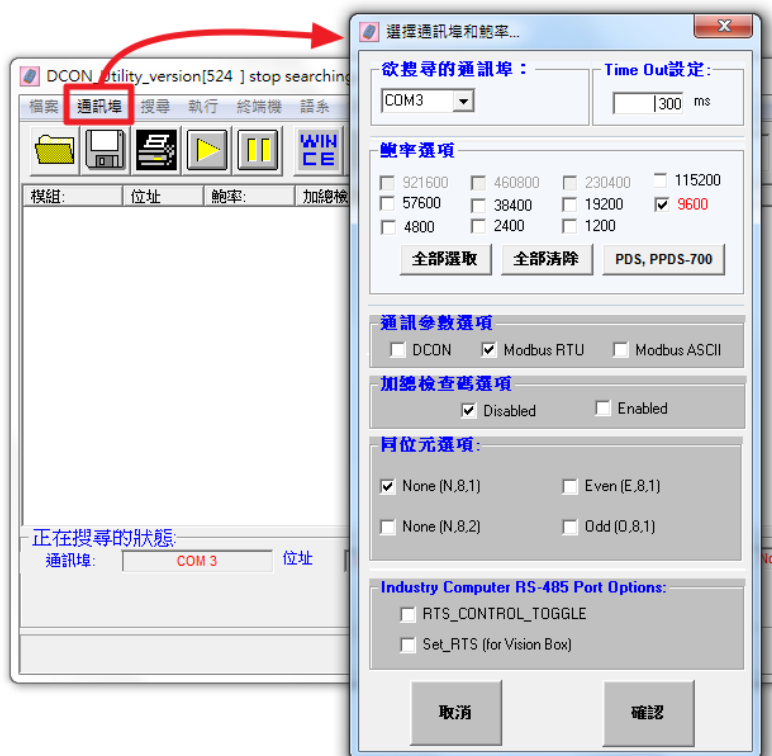 選擇通訊埠和鮑率...
DCON_Utility_version[524 ] stop searching
檔案 通訊埠 搜尋 執行 終端機 語系
WIN
CE
模組: 位址 鮑率: 加總檢
正在搜尋的狀態:
通訊埠: COM 3 位址
欲搜尋的通訊埠：
COM3
Time Out設定:
300 ms
鮑率選項
921600 460800 230400 115200
57600 38400 19200 9600
4800 2400 1200
全部選取 全部清除 PDS, PPDS-700
通訊參數選項
DCON Modbus RTU Modbus ASCII
加總檢查碼選項
Disabled Enabled
同位元選項:
None (N,8,1) Even (E,8,1)
None (N,8,2) Odd (O,8,1)
Industry Computer RS-485 Port Options:
RTS_CONTROL_TOGGLE
Set_RTS (for Vision Box)
取消 確認